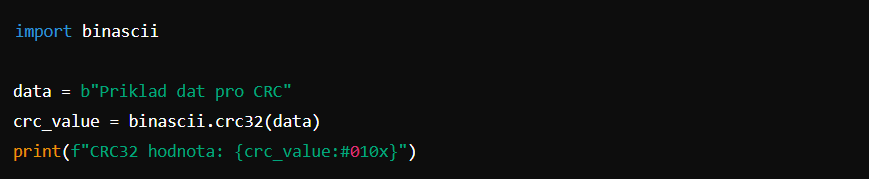 import binascii
data = b"Priklad dat pro CRC"
crc_value = binascii.crc32(data)
print(f"CRC32 hodnota: {crc_value:#010x}")